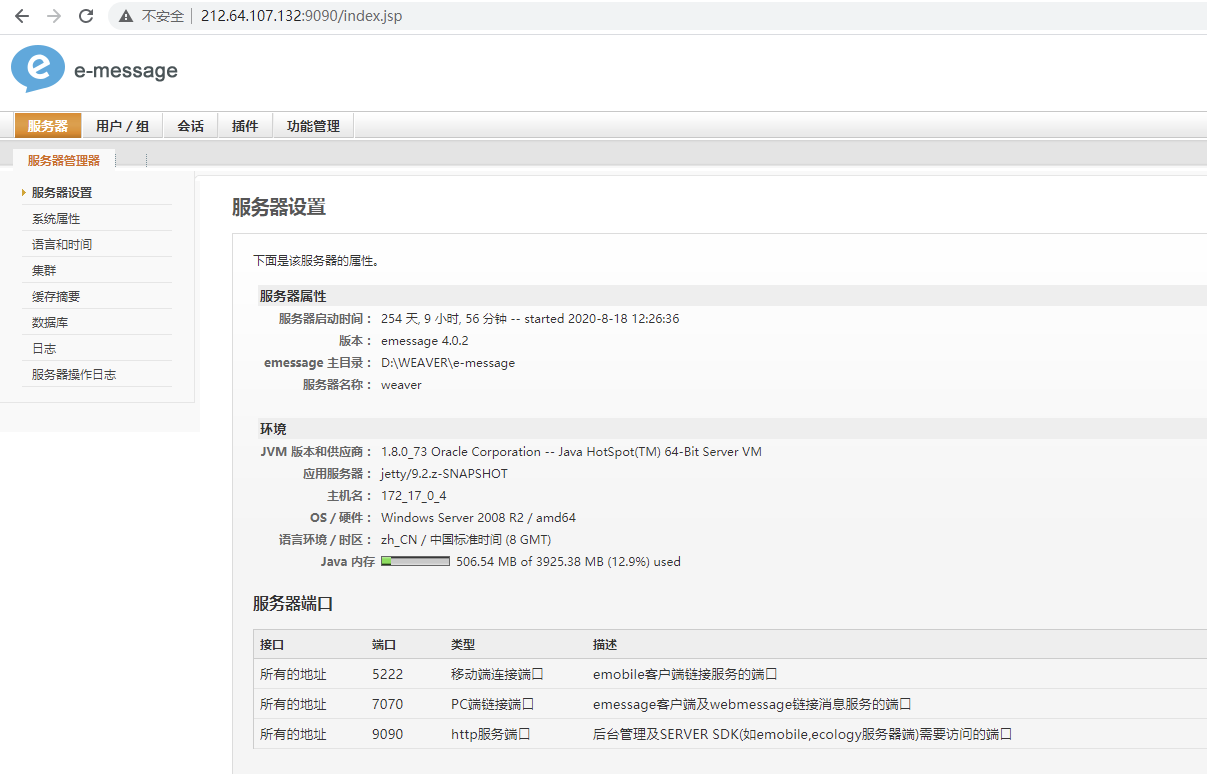 不安全 212.64.107.132:9090/index.jsp
e e-message
服务器 用户 / 组 会话 插件 功能管理
服务器管理器
服务器设置
系统属性
语言和时间
集群
缓存摘要
数据库
日志
服务器操作日志
服务器设置
下面是该服务器的属性。
服务器属性
服务器启动时间： 254 天, 9 小时, 56 分钟 -- started 2020-8-18 12:26:36
版本： emessage 4.0.2
emessage 主目录： D:\WEAVER\e-message
服务器名称： weaver
环境
JVM 版本和供应商： 1.8.0_73 Oracle Corporation -- Java HotSpot(TM) 64-Bit Server VM
应用服务器： jetty/9.2.z-SNAPSHOT
主机名： 172_17_0_4
OS / 硬件： Windows Server 2008 R2 / amd64
语言环境 / 时区： zh_CN / 中国标准时间 (8 GMT)
Java 内存 506.54 MB of 3925.38 MB (12.9%) used
服务器端口
接口 端口 类型 描述
所有的地址 5222 移动端连接端口 emobile客户端链接服务的端口
所有的地址 7070 PC端链接端口 emessage客户端及webmessage链接消息服务的端口
所有的地址 9090 http服务端口 后台管理及SERVER SDK(如emobile,ecology服务器端)需要访问的端口